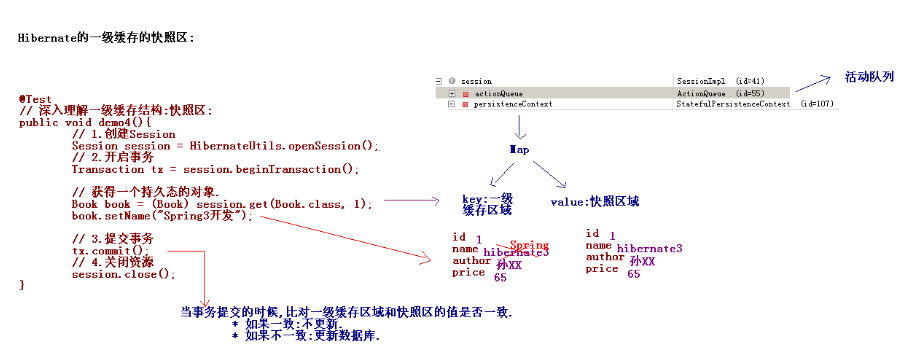 Hibernate的一级缓存的快照区:
session SessionImpl (id=41)
actionQueue ActionQueue (id=55)
persistenceContext StatefulPersistenceContext (id=107)
活动队列
@Test
// 深入理解一级缓存结构:快照区:
public void demo4(){
// 1.创建Session
Session session = HibernateUtils.openSession();
// 2.开启事务
Transaction tx = session.beginTransaction();
// 获得一个持久态的对象.
Book book = (Book) session.get(Book.class, 1);
book.setName("Spring3开发");
// 3.提交事务
tx.commit();
// 4.关闭资源
session.close();
}
Map
key:一级
缓存区域
value:快照区域
id 1
Spring
name hibernate3
author 孙XX
price 65
id 1
name hibernate3
author 孙XX
price 65
当事务提交的时候,比对一级缓存区域和快照区的值是否一致.
* 如果一致:不更新.
* 如果不一致:更新数据库.